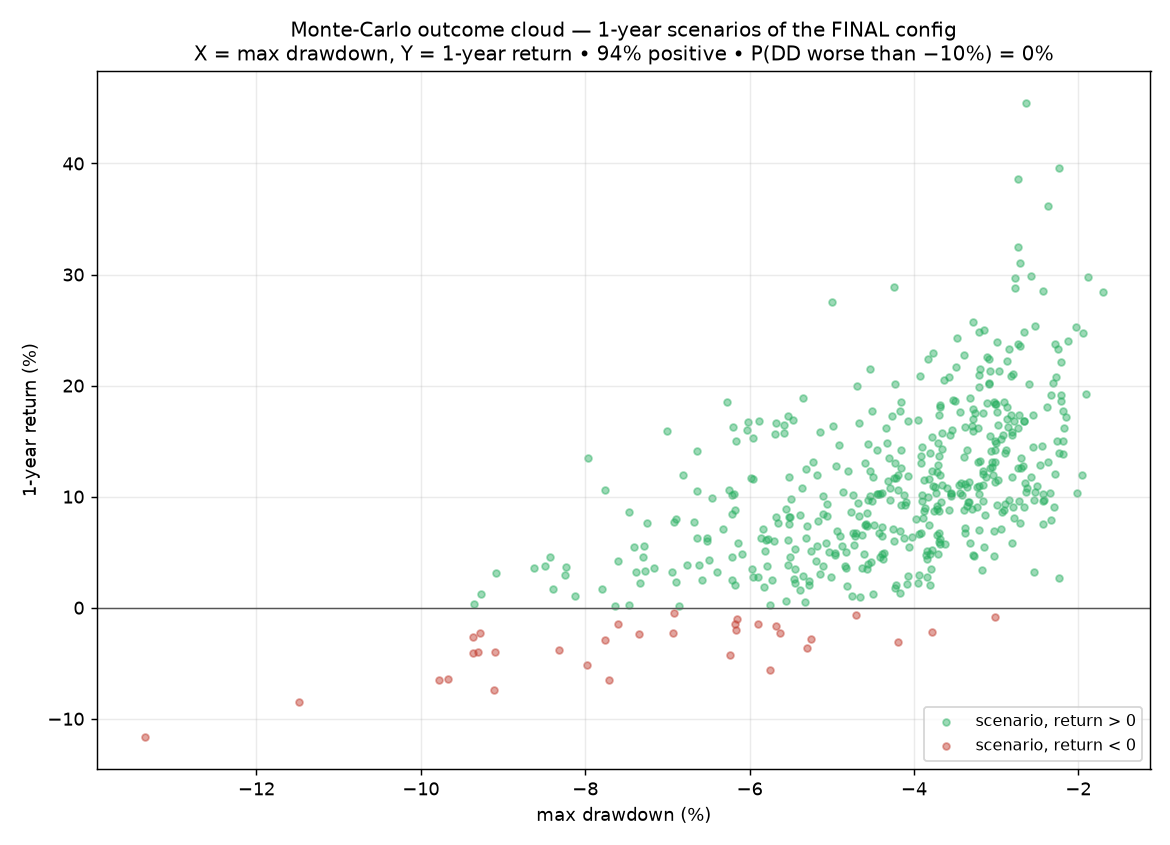 Monte-Carlo outcome cloud — 1-year scenarios of the FINAL config
X = max drawdown, Y = 1-year return • 94% positive • P(DD worse than −10%) = 0%
1-year return (%)
40
30
20
10
0
−10
−12
−10
−8
−6
−4
−2
max drawdown (%)
scenario, return > 0
scenario, return < 0